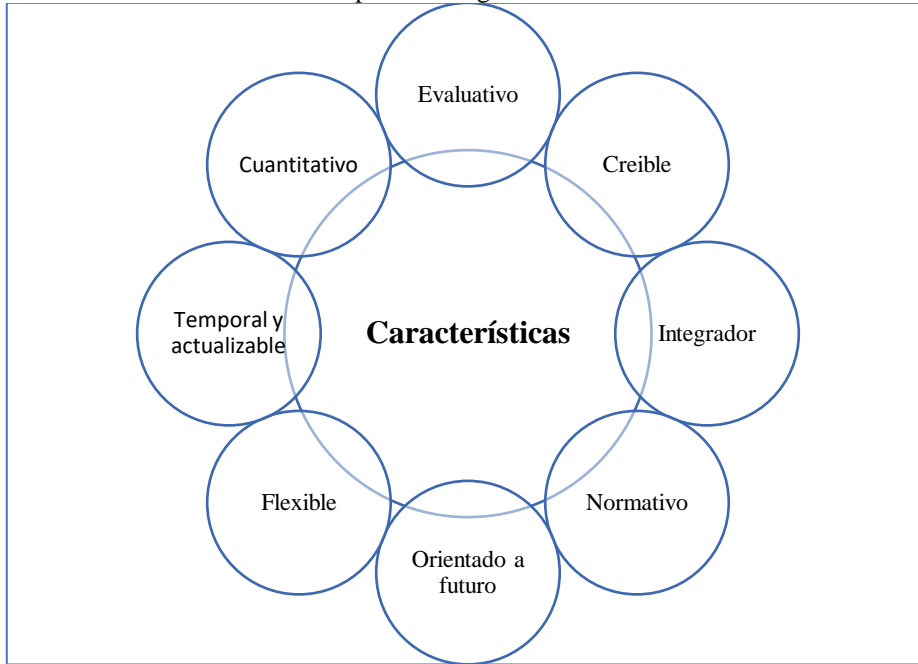 Evaluativo
Creible
Integrador
Normativo
Orientado a
futuro
Flexible
Temporal y
actualizable
Cuantitativo
Características